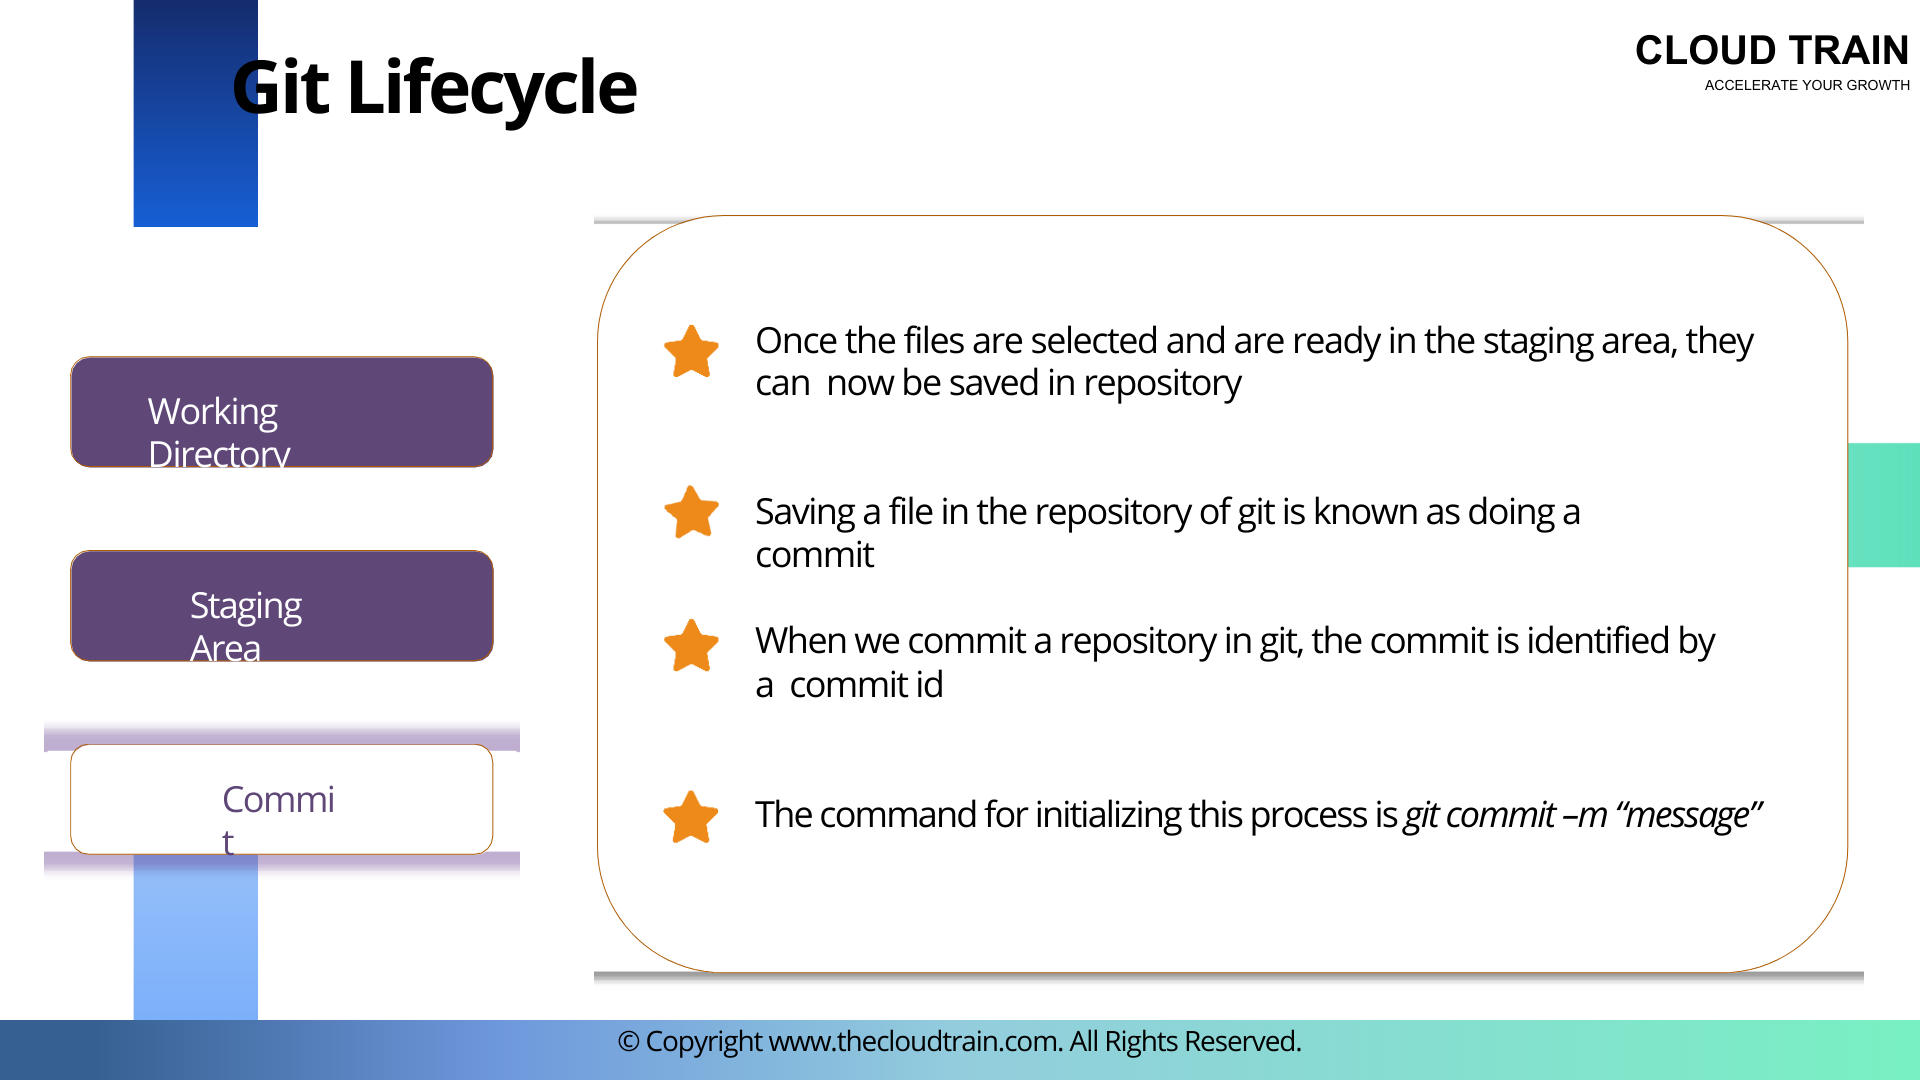 Git Lifecycle
CLOUD TRAIN
ACCELERATE YOUR GROWTH
Working
Directory
Staging
Area
Commi
t
Once the files are selected and are ready in the staging area, they
can  now be saved in repository
Saving a file in the repository of git is known as doing a
commit
When we commit a repository in git, the commit is identified by
a  commit id
The command for initializing this process is git commit –m “message”
© Copyright www.thecloudtrain.com. All Rights Reserved.